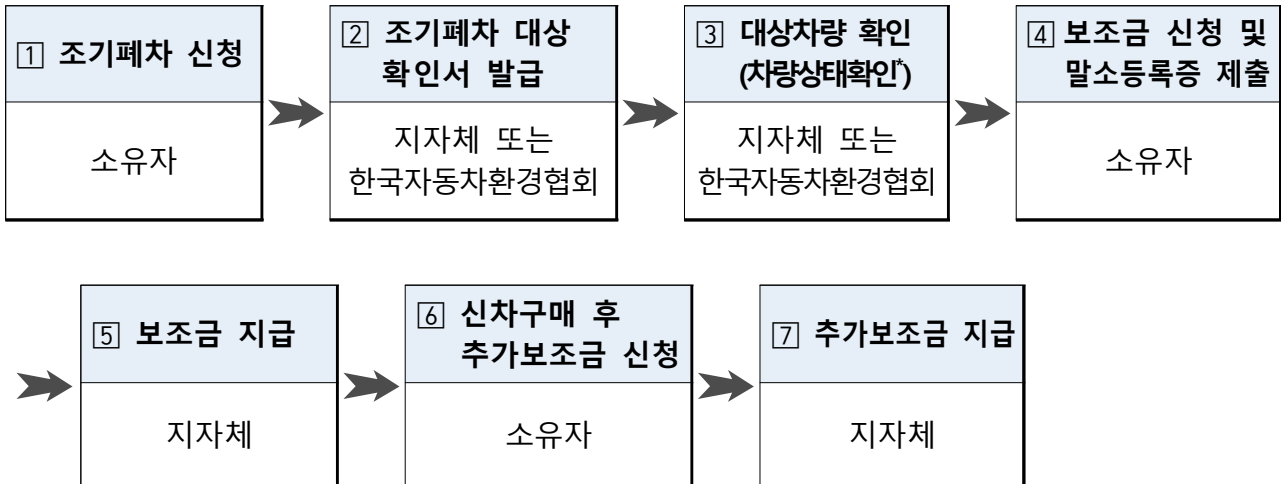 1 조기폐차 신청
소유자
2 조기폐차 대상
확인서 발급
지자체 또는
한국자동차환경협회
3 대상차량 확인
(차량상태확인*)
지자체 또는
한국자동차환경협회
4 보조금 신청 및
말소등록증 제출
소유자
5 보조금 지급
지자체
6 신차구매 후
추가보조금 신청
소유자
7 추가보조금 지급
지자체